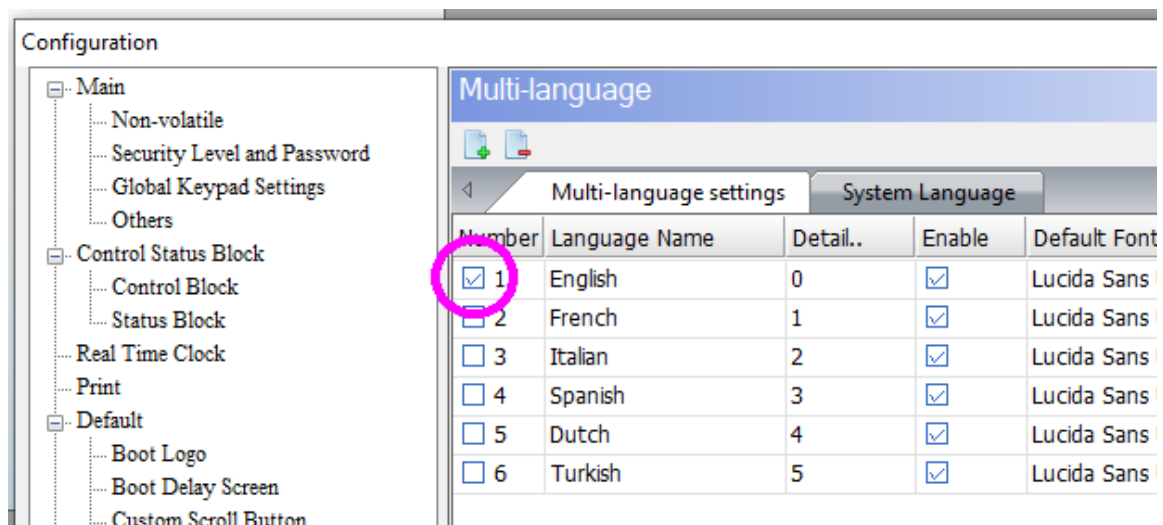 Configuration
Main
Non-volatile
Security Level and Password
Global Keypad Settings
Others
Control Status Block
Control Block
Status Block
Real Time Clock
Print
Default
Boot Logo
Boot Delay Screen
Custom Scroll Button
Multi-language
Multi-language settings System Language
Number Language Name Detail.. Enable Default Font
1 English 0 Lucida Sans
2 French 1 Lucida Sans
3 Italian 2 Lucida Sans
4 Spanish 3 Lucida Sans
5 Dutch 4 Lucida Sans
6 Turkish 5 Lucida Sans